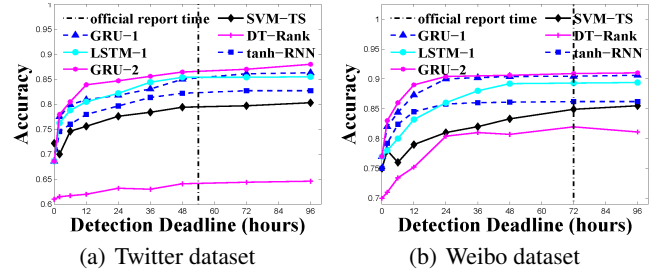 official report time
SVM-TS
GRU-1
DT-Rank
LSTM-1
tanh-RNN
GRU-2
Accuracy
1
0.95
0.9
0.85
0.8
0.75
0.7
0.65
0.6
0 12 24 36 48 60 72 84 96
Detection Deadline (hours)
(a) Twitter dataset
official report time
SVM-TS
GRU-1
DT-Rank
LSTM-1
tanh-RNN
GRU-2
Accuracy
1
0.95
0.9
0.85
0.8
0.75
0.7
0 12 24 36 48 60 72 84 96
Detection Deadline (hours)
(b) Weibo dataset